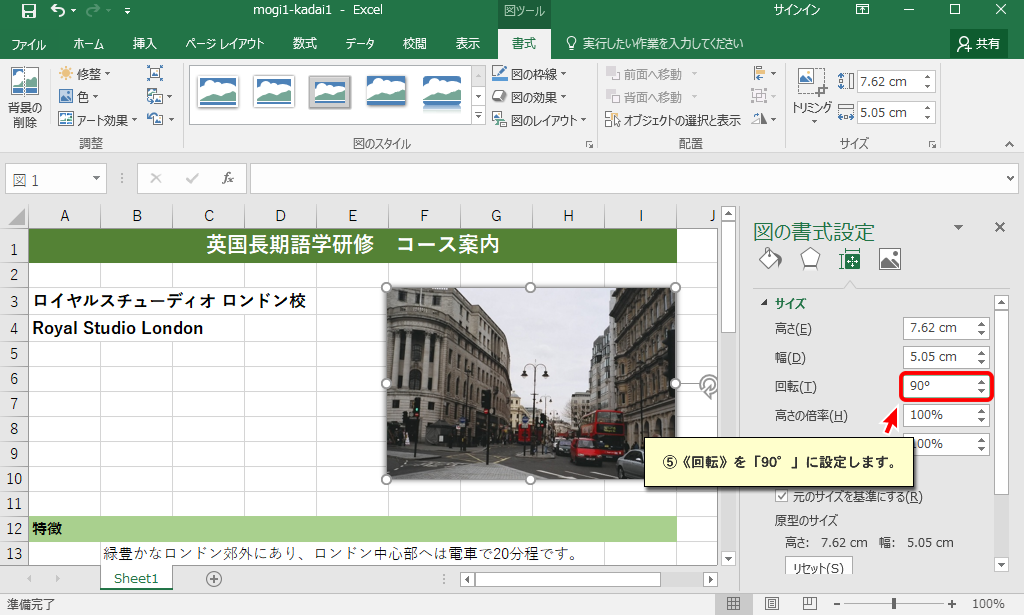 mogi1-kadai1 - Excel
図ツール
サインイン
ファイル ホーム 挿入 ページ レイアウト 数式 データ 校閲 表示 書式 実行したい作業を入力してください 共有
背景の
削除
修整
色
アート効果
調整
図のスタイル
図の枠線
図の効果
図のレイアウト
前面へ移動
背面へ移動
オブジェクトの選択と表示
配置
トリミング
7.62 cm
5.05 cm
サイズ
図 1
fx
A B C D E F G H I J
1 英国長期語学研修 コース案内
2
3 ロイヤルスチューディオ ロンドン校
4 Royal Studio London
5
6
7
8
9
10
11
12 特徴
13 緑豊かなロンドン郊外にあり、ロンドン中心部へは電車で20分程です。
Sheet1
準備完了
100%
図の書式設定
サイズ
高さ(E) 7.62 cm
幅(D) 5.05 cm
回転(T) 90°
高さの倍率(H) 100%
00%
⑤《回転》を「90°」に設定します。
元のサイズを基準にする(R)
原型のサイズ
高さ: 7.62 cm 幅: 5.05 cm
リセット(S)